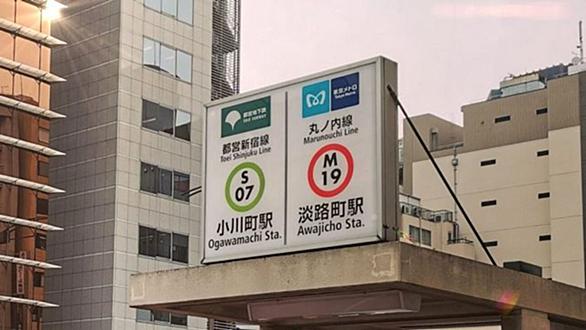 都営地下鉄
TOEI SUBWAY
都営新宿線
Toei Shinjuku Line
S
07
小川町駅
Ogawamachi Sta.
東京メトロ
Tokyo Metro
丸ノ内線
Marunouchi Line
M
19
淡路町駅
Awajicho Sta.